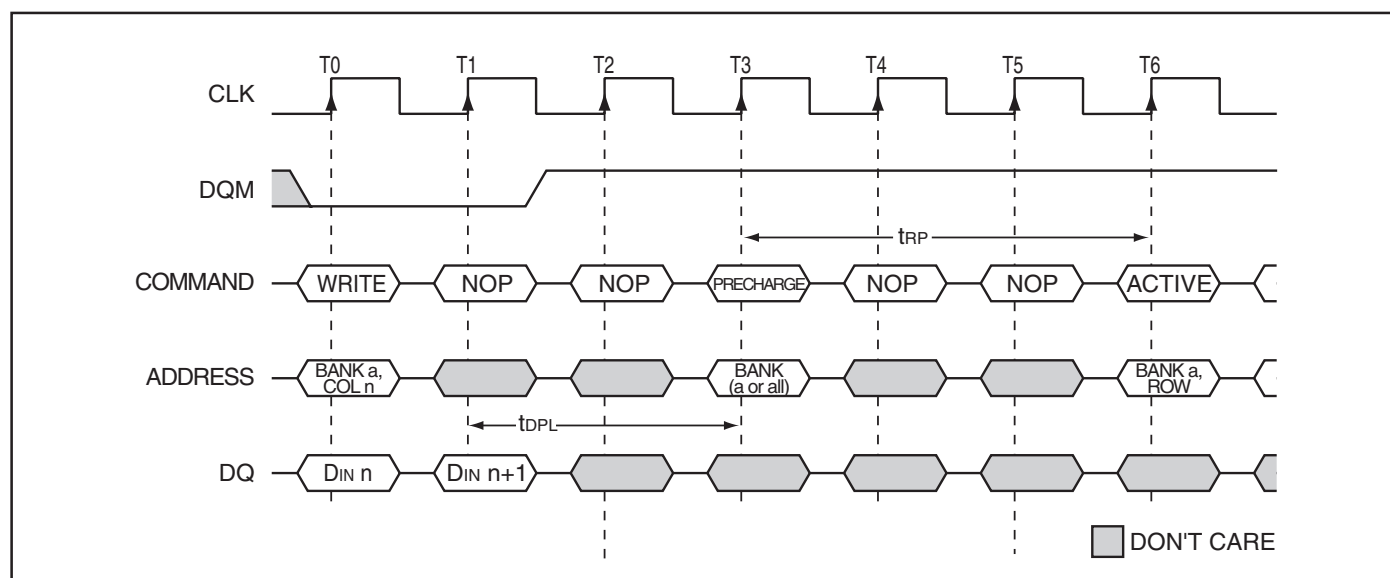 T0 T1 T2 T3 T4 T5 T6
CLK
DQM
tRP
COMMAND WRITE NOP NOP PRECHARGE NOP NOP ACTIVE
ADDRESS BANK a, COL n BANK (a or all) BANK a, ROW
tDPL
DQ DIN n DIN n+1
DON'T CARE